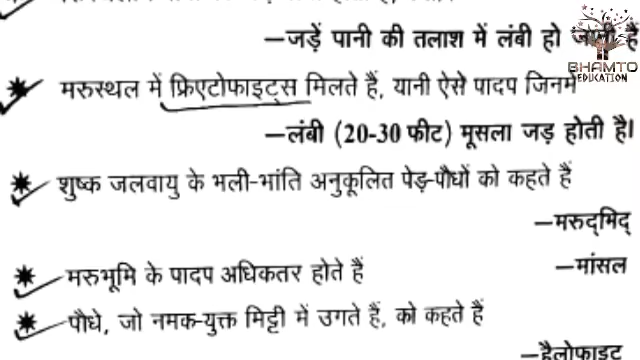 —जड़ें पानी की तलाश में लंबी हो जाती हैं
BHAMTO
EDUCATION
मरुस्थल में फ्रिएटोफाइट्स मिलते हैं, यानी ऐसे पादप जिनमें
—लंबी (20-30 फीट) मूसला जड़ होती है।
शुष्क जलवायु के भली-भांति अनुकूलित पेड़-पौधों को कहते हैं
—मरुद्‌भिद्
मरुभूमि के पादप अधिकतर होते हैं
—मांसल
पौधे, जो नमक-युक्त मिट्टी में उगते हैं, को कहते हैं
—हैलोफाइट